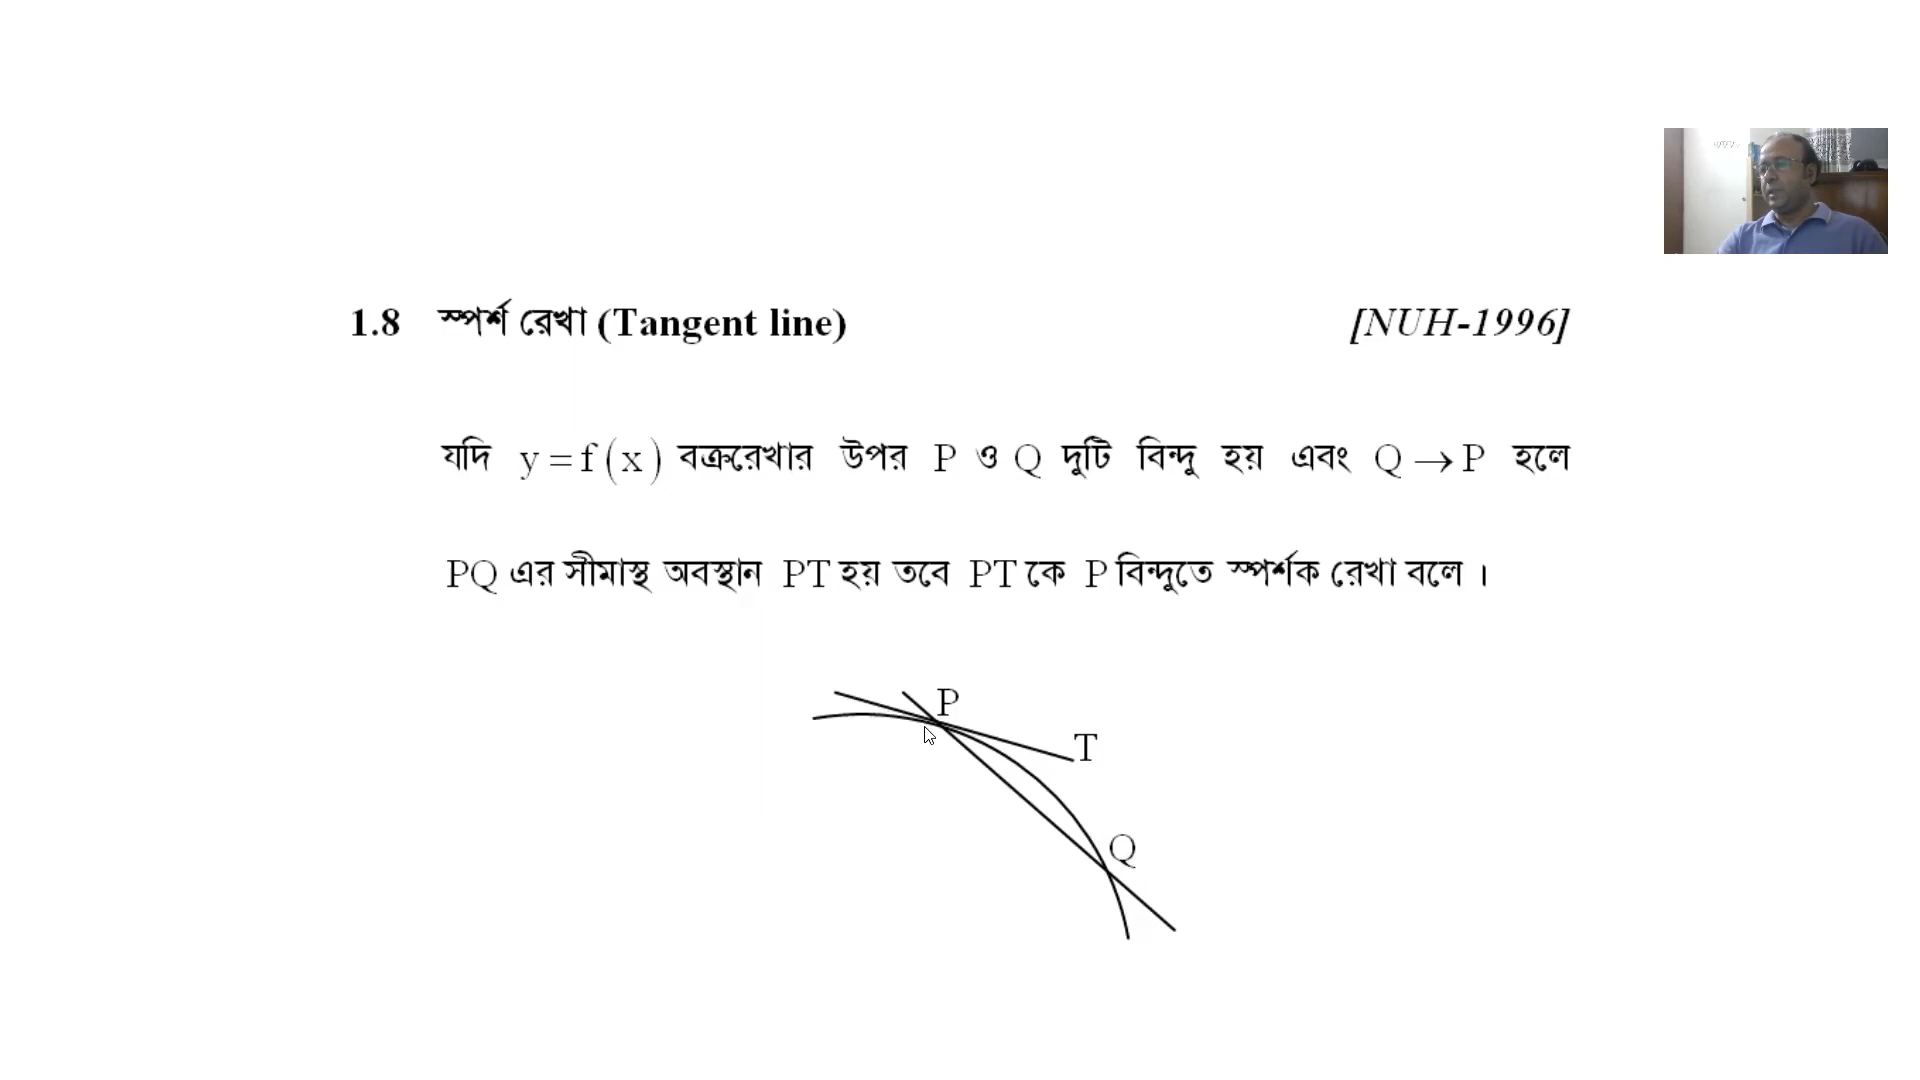 1.8 স্পর্শ রেখা (Tangent line) [NUH-1996]
যদি y = f(x) বক্ররেখার উপর P ও Q দুটি বিন্দু হয় এবং Q → P হলে
PQ এর সীমাস্থ অবস্থান PT হয় তবে PT কে P বিন্দুতে স্পর্শক রেখা বলে ।
P
T
Q